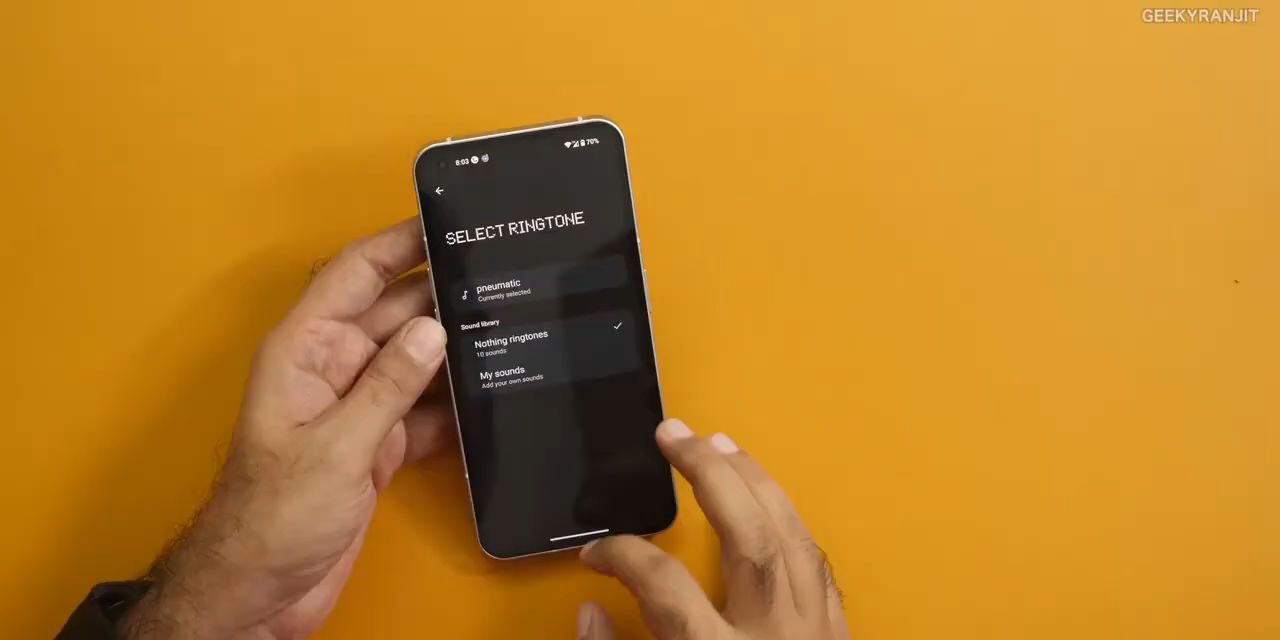 GEEKYRANJIT
8:03
70%
SELECT RINGTONE
pneumatic
Currently selected
Sound library
Nothing ringtones
10 sounds
My sounds
Add your own sounds